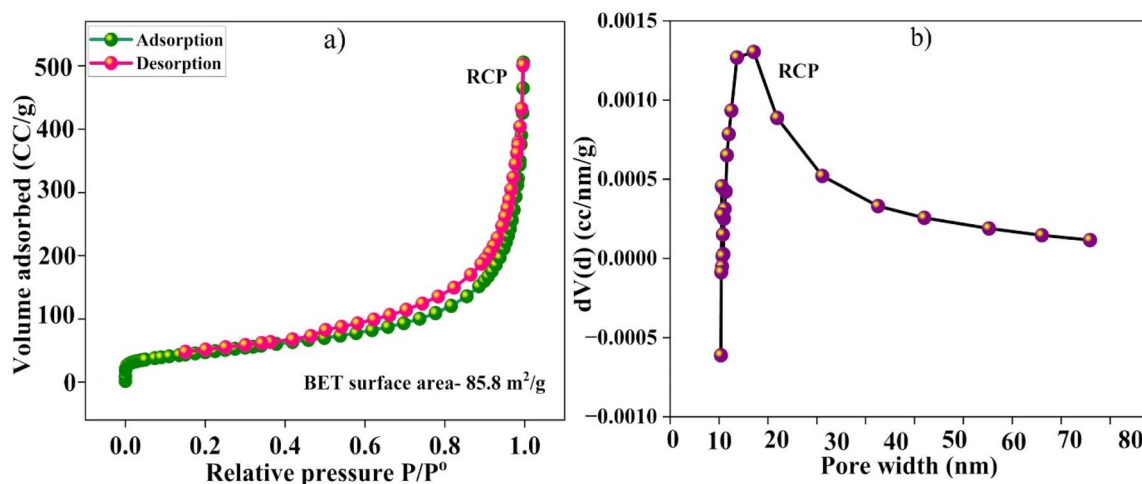 a)
Adsorption
Desorption
RCP
500
400
300
200
100
0
Volume adsorbed (CC/g)
BET surface area- 85.8 m²/g
0.0 0.2 0.4 0.6 0.8 1.0
Relative pressure P/P⁰
b)
RCP
0.0015
0.0010
0.0005
0.0000
−0.0005
−0.0010
dV(d) (cc/nm/g)
0 10 20 30 40 50 60 70 80
Pore width (nm)